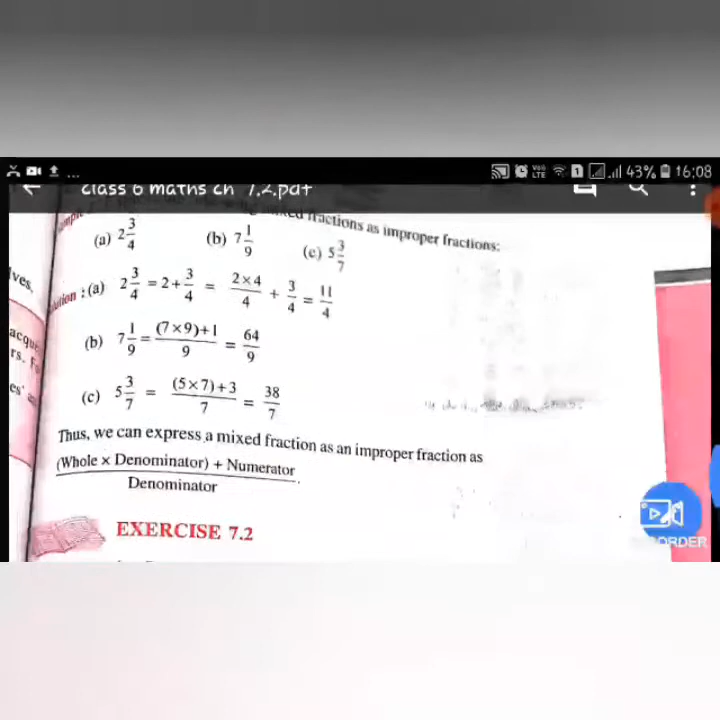 ... 43% 16:08
class 6 maths ch 7.2.pdf
mixed fractions as improper fractions:
(a) 2 3/4 (b) 7 1/9 (c) 5 3/7
(a) 2 3/4 = 2 + 3/4 = 2 × 4/4 + 3/4 = 11/4
(b) 7 1/9 = (7 × 9) + 1/9 = 64/9
(c) 5 3/7 = (5 × 7) + 3/7 = 38/7
Thus, we can express a mixed fraction as an improper fraction as
(Whole × Denominator) + Numerator
Denominator .
EXERCISE 7.2